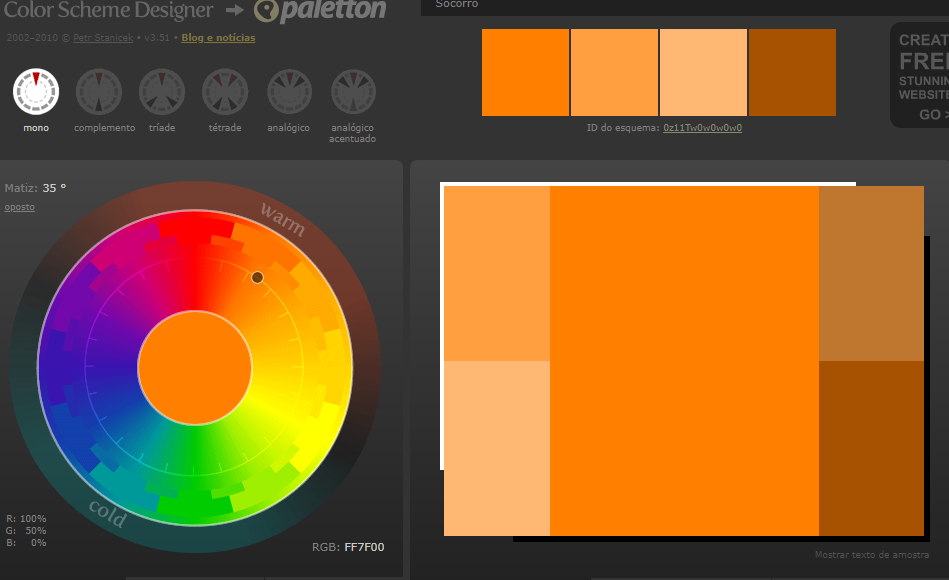 Color Scheme Designer → paletton
Socorro
2002–2010 © Petr Stanicek • v3.51 • Blog e notícias
CREAT
FREE
STUNNIN
WEBSITE
GO >
mono complemento tríade tétrade analógico analógico
acentuado
ID do esquema: 0z11Tw0w0w0w0
Matiz: 35 º
oposto
warm
cold
R: 100%
G: 50%
B: 0%
RGB: FF7F00
Mostrar texto de amostra